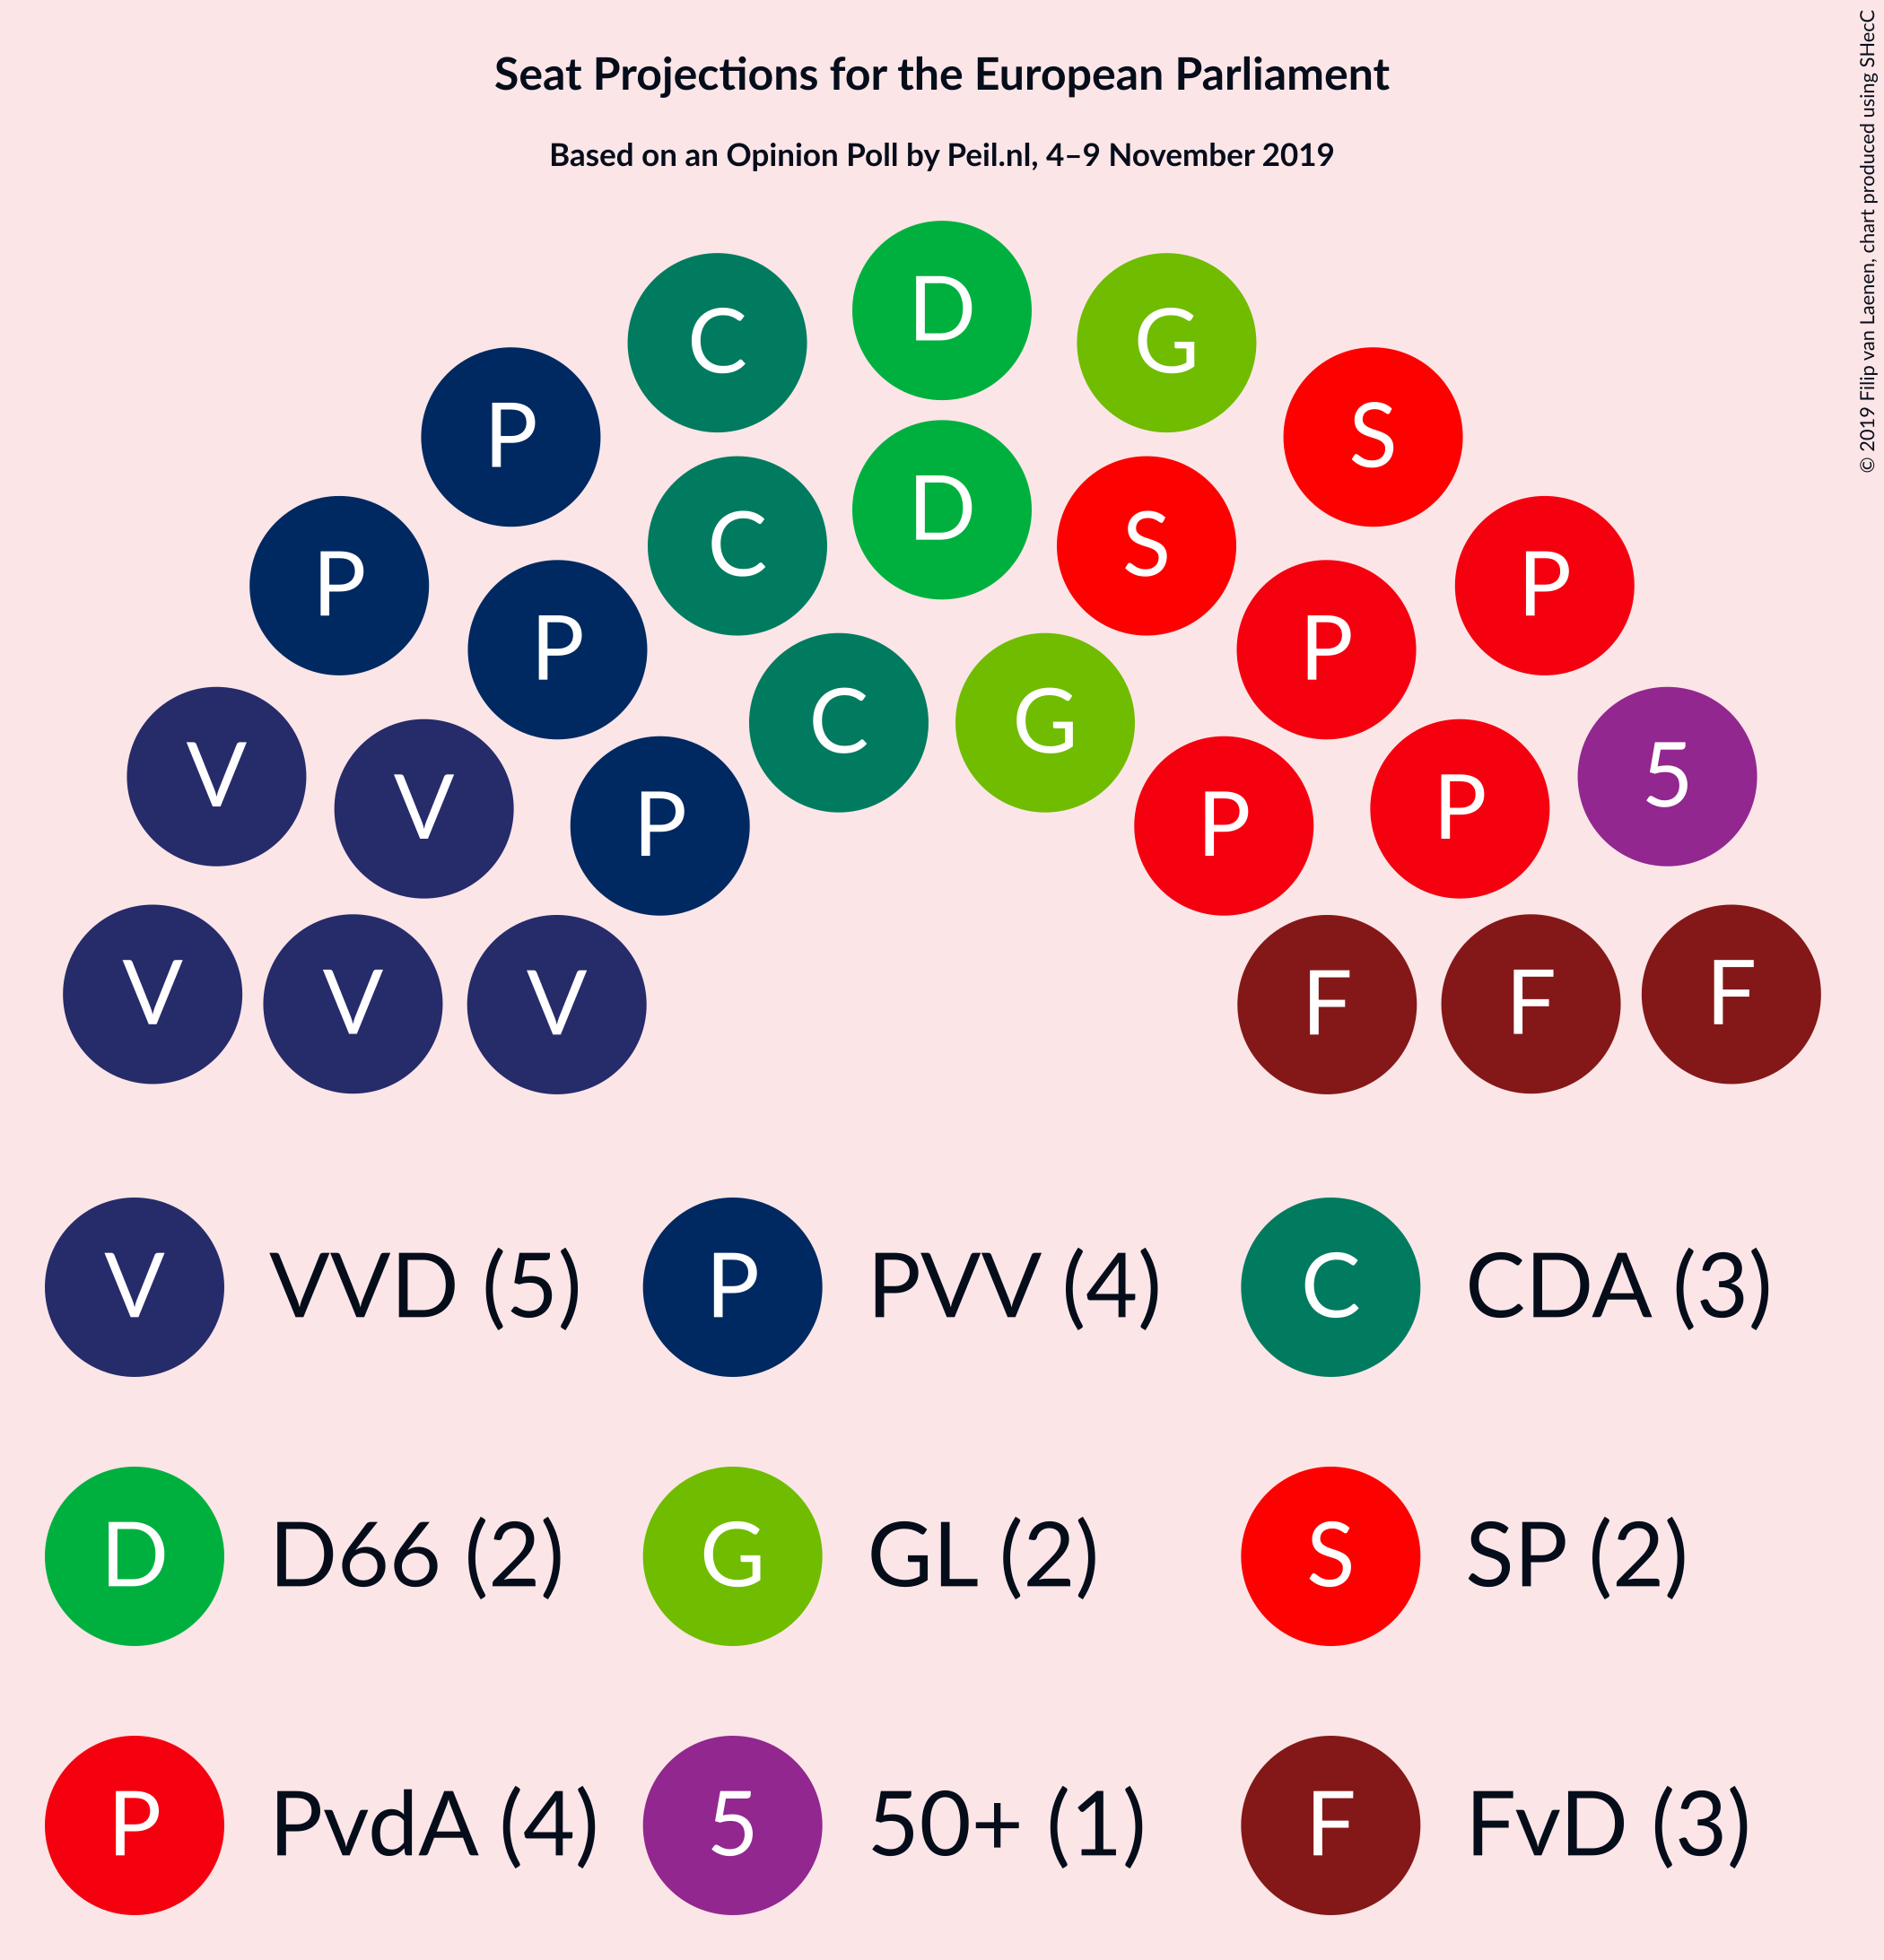 Seat Projections for the European Parliament
Based on an Opinion Poll by Peil.nl, 4–9 November 2019
© 2019 Filip van Laenen, chart produced using SHecC
D
C G
P S
D
C S
P P
P P
C G
V 5
V P
P P
V F
V V F F
V VVD (5) P PVV (4) C CDA (3)
D D66 (2) G GL (2) S SP (2)
P PvdA (4) 5 50+ (1) F FvD (3)